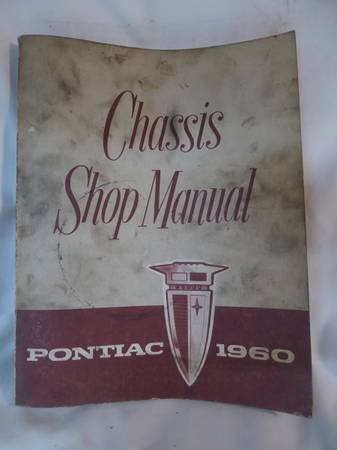 Chassis
Shop Manual
PONTIAC 1960